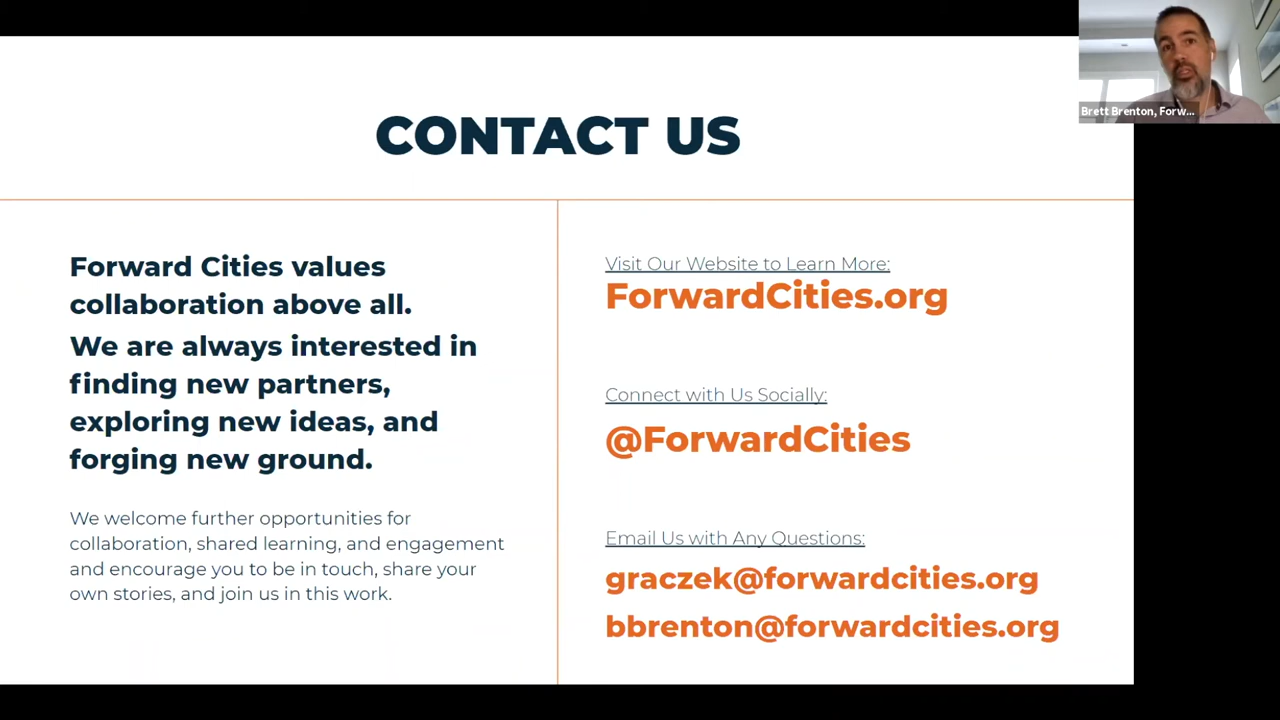 Brett Brenton, Forw...
CONTACT US
Forward Cities values
collaboration above all.
We are always interested in
finding new partners,
exploring new ideas, and
forging new ground.
We welcome further opportunities for
collaboration, shared learning, and engagement
and encourage you to be in touch, share your
own stories, and join us in this work.
Visit Our Website to Learn More:
ForwardCities.org
Connect with Us Socially:
@ForwardCities
Email Us with Any Questions:
graczek@forwardcities.org
bbrenton@forwardcities.org